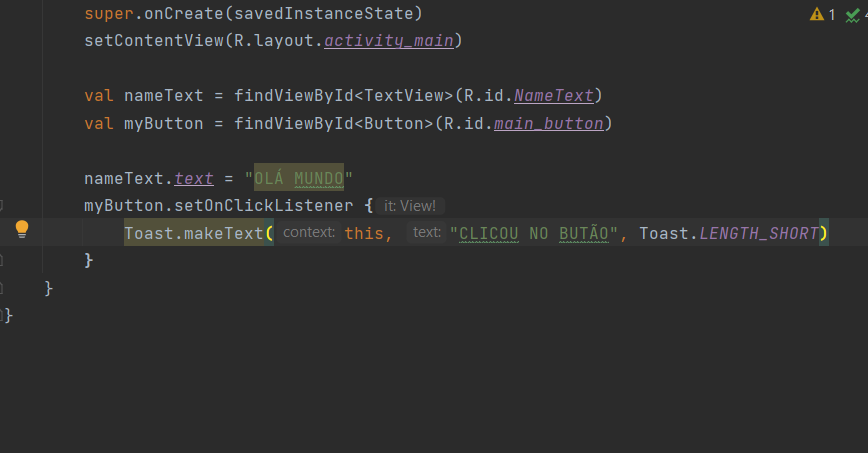 super.onCreate(savedInstanceState)
setContentView(R.layout.activity_main)
val nameText = findViewById<TextView>(R.id.NameText)
val myButton = findViewById<Button>(R.id.main_button)
nameText.text = "OLÁ MUNDO"
myButton.setOnClickListener { it: View!
Toast.makeText( context: this, text: "CLICOU NO BUTÃO", Toast.LENGTH_SHORT)
}
}
}
1